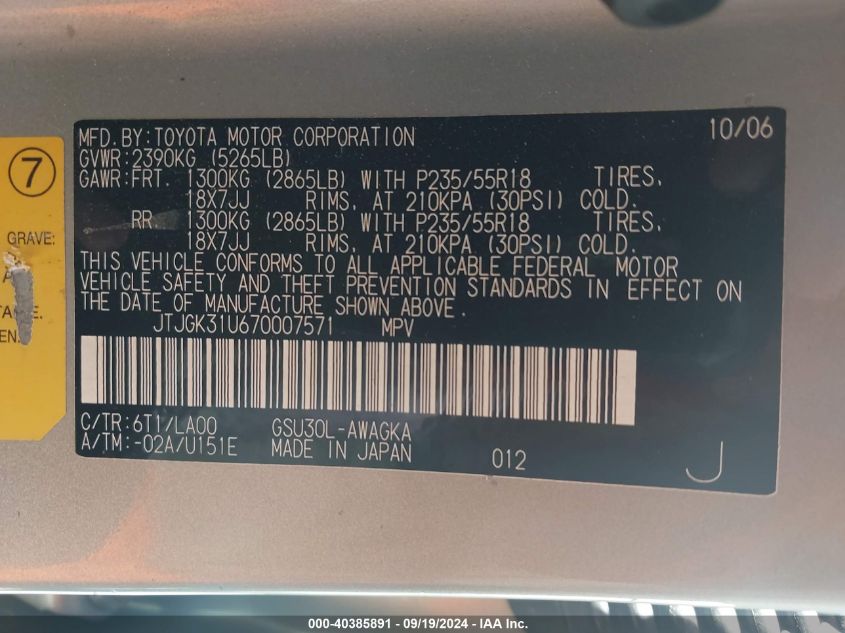 MFD. BY: TOYOTA MOTOR CORPORATION 10/06
GVWR: 2390KG (5265LB)
GAWR: FRT. 1300KG (2865LB) WITH P235/55R18 TIRES,
18X7JJ RIMS, AT 210KPA (30PSI) COLD.
RR. 1300KG (2865LB) WITH P235/55R18 TIRES,
18X7JJ RIMS, AT 210KPA (30PSI) COLD.
THIS VEHICLE CONFORMS TO ALL APPLICABLE FEDERAL MOTOR
VEHICLE SAFETY AND THEFT PREVENTION STANDARDS IN EFFECT ON
THE DATE OF MANUFACTURE SHOWN ABOVE.
JTJGK31U670007571 MPV
C/TR: 6T1/LA00 GSU30L-AWAGKA
A/TM: -02A/U151E MADE IN JAPAN 012 J
7
GRAVE:
000-40385891 - 09/19/2024 - IAA Inc.